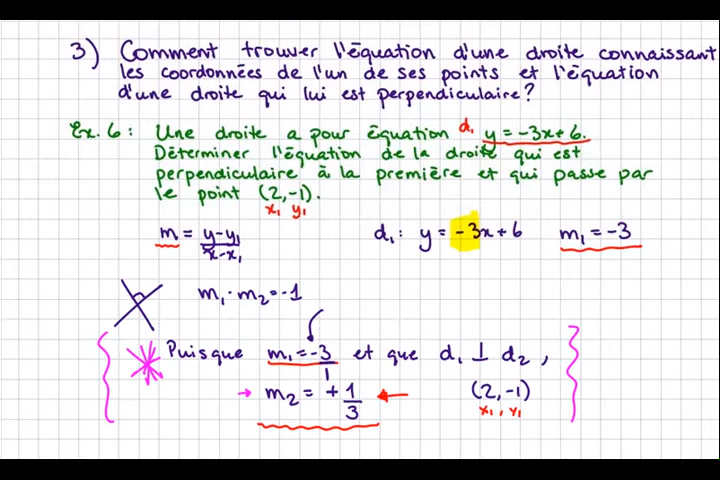 3) Comment trouver l'équation d'une droite connaissant
les coordonnées de l'un de ses points et l'équation
d'une droite qui lui est perpendiculaire?
Ex. 6 : Une droite a pour équation d₁ y = -3x+6.
Déterminer l'équation de la droite qui est
perpendiculaire à la première et qui passe par
le point (2,-1).
x₁ y₁
m = y-y₁ / x-x₁ d₁ : y = -3x+6 m₁ = -3
m₁ · m₂ = -1
Puisque m₁ = -3/1 et que d₁ ⊥ d₂ ,
→ m₂ = + 1/3 ← (2,-1)
x₁ , y₁